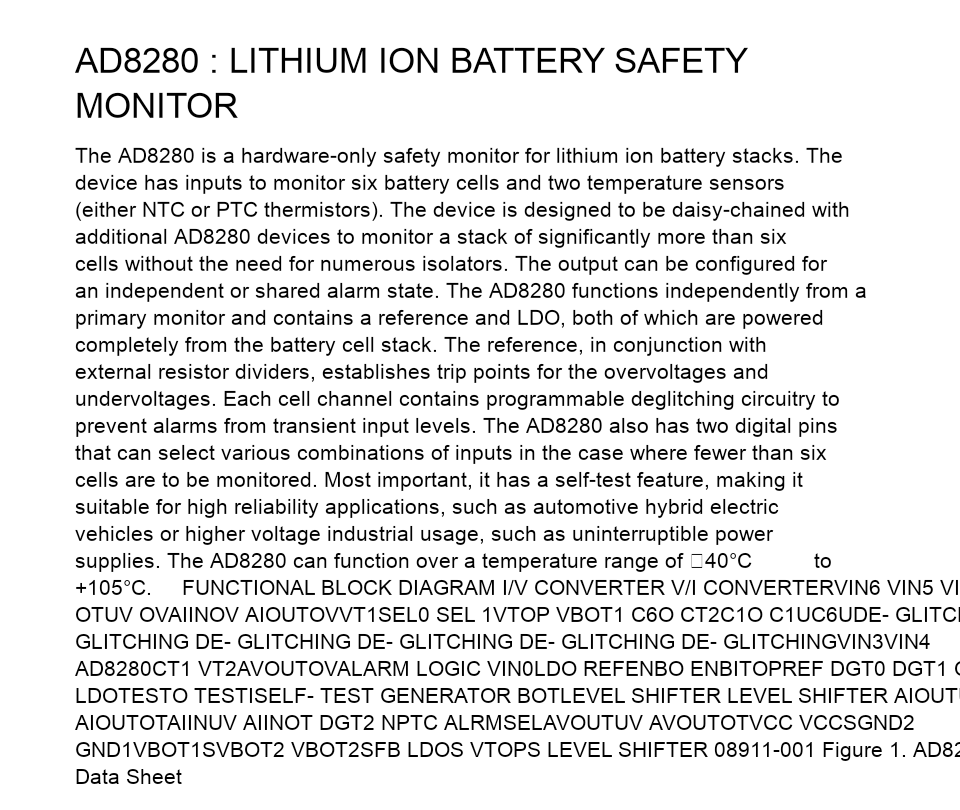 AD8280 : LITHIUM ION BATTERY SAFETY
MONITOR
The AD8280 is a hardware-only safety monitor for lithium ion battery stacks. The
device has inputs to monitor six battery cells and two temperature sensors
(either NTC or PTC thermistors). The device is designed to be daisy-chained with
additional AD8280 devices to monitor a stack of significantly more than six
cells without the need for numerous isolators. The output can be configured for
an independent or shared alarm state. The AD8280 functions independently from a
primary monitor and contains a reference and LDO, both of which are powered
completely from the battery cell stack. The reference, in conjunction with
external resistor dividers, establishes trip points for the overvoltages and
undervoltages. Each cell channel contains programmable deglitching circuitry to
prevent alarms from transient input levels. The AD8280 also has two digital pins
that can select various combinations of inputs in the case where fewer than six
cells are to be monitored. Most important, it has a self-test feature, making it
suitable for high reliability applications, such as automotive hybrid electric
vehicles or higher voltage industrial usage, such as uninterruptible power
supplies. The AD8280 can function over a temperature range of □40°C to
+105°C. FUNCTIONAL BLOCK DIAGRAM I/V CONVERTER V/I CONVERTERVIN6 VIN5 VI
OTUV OVAIINOV AIOUTOVVT1SEL0 SEL 1VTOP VBOT1 C6O CT2C1O C1UC6UDE- GLITC
GLITCHING DE- GLITCHING DE- GLITCHING DE- GLITCHING DE- GLITCHINGVIN3VIN4
AD8280CT1 VT2AVOUTOVALARM LOGIC VIN0LDO REFENBO ENBITOPREF DGT0 DGT1
LDOTESTO TESTISELF- TEST GENERATOR BOTLEVEL SHIFTER LEVEL SHIFTER AIOUT
AIOUTOTAIINUV AIINOT DGT2 NPTC ALRMSELAVOUTUV AVOUTOTVCC VCCSGND2
GND1VBOT1SVBOT2 VBOT2SFB LDOS VTOPS LEVEL SHIFTER 08911-001 Figure 1. AD82
Data Sheet